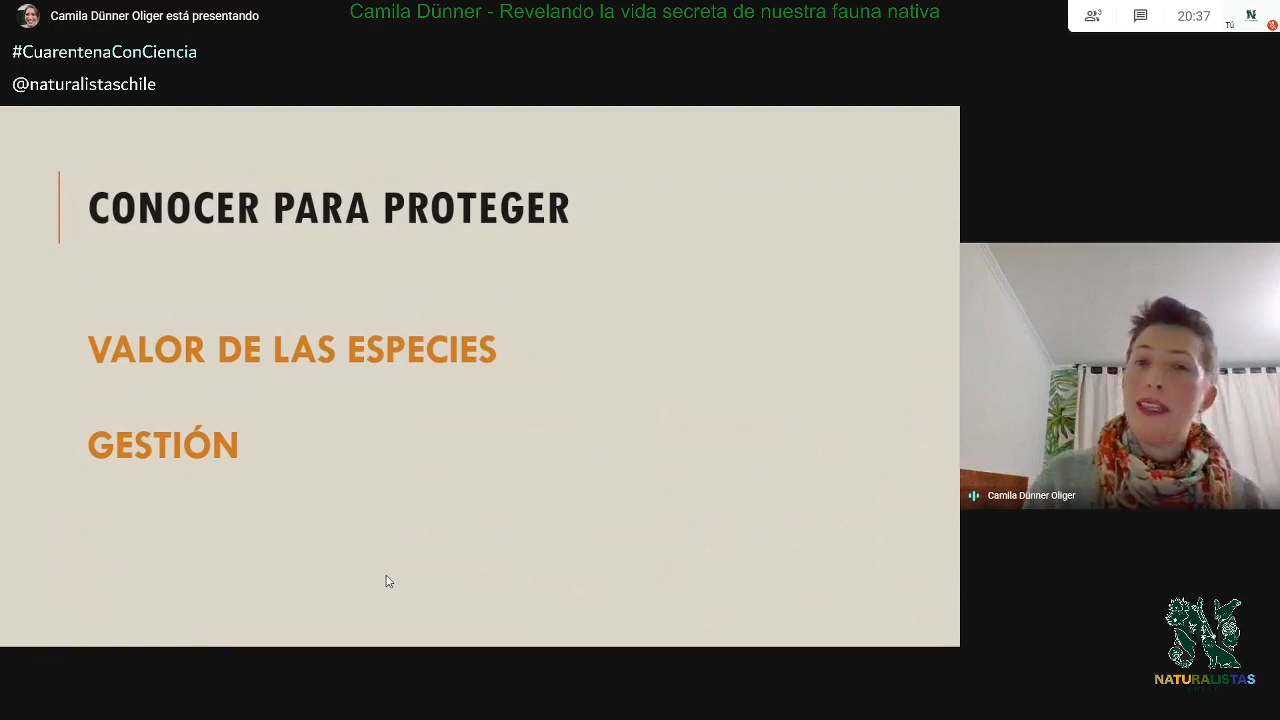 Camila Dünner Oliger está presentando
Camila Dünner - Revelando la vida secreta de nuestra fauna nativa
3
20:37
Tú
#CuarentenaConCiencia
@naturalistaschile
CONOCER PARA PROTEGER
VALOR DE LAS ESPECIES
GESTIÓN
Camila Dünner Oliger
NATURALISTAS